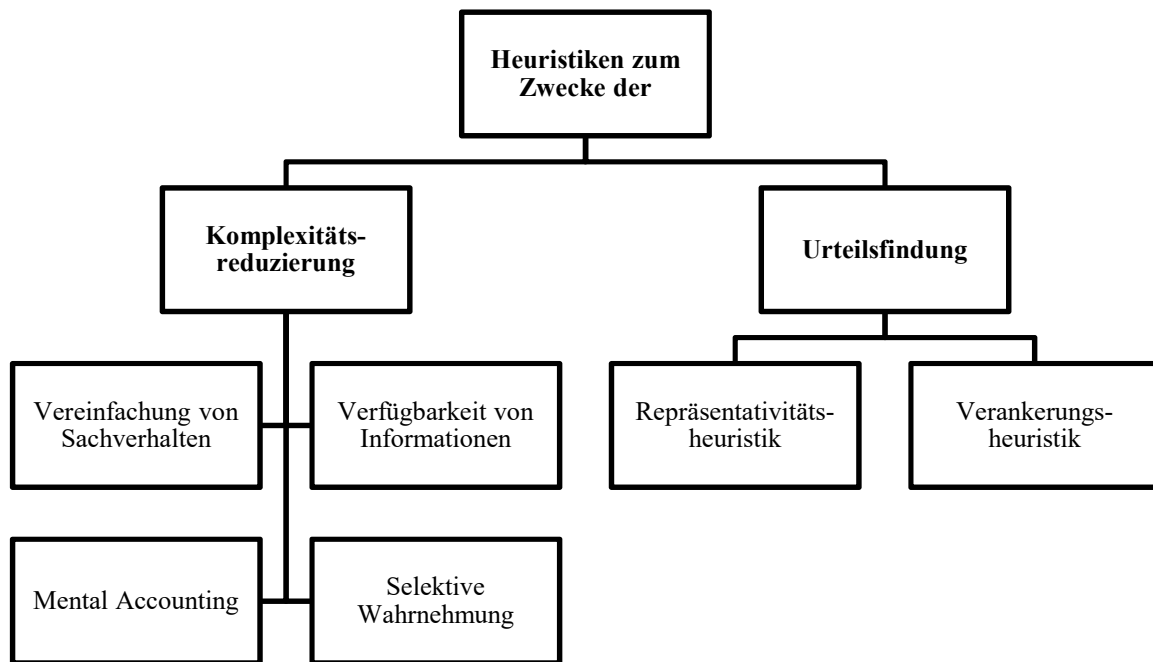 Heuristiken zum
Zwecke der
Komplexitäts-
reduzierung
Urteilsfindung
Vereinfachung von
Sachverhalten
Verfügbarkeit von
Informationen
Repräsentativitäts-
heuristik
Verankerungs-
heuristik
Mental Accounting
Selektive
Wahrnehmung